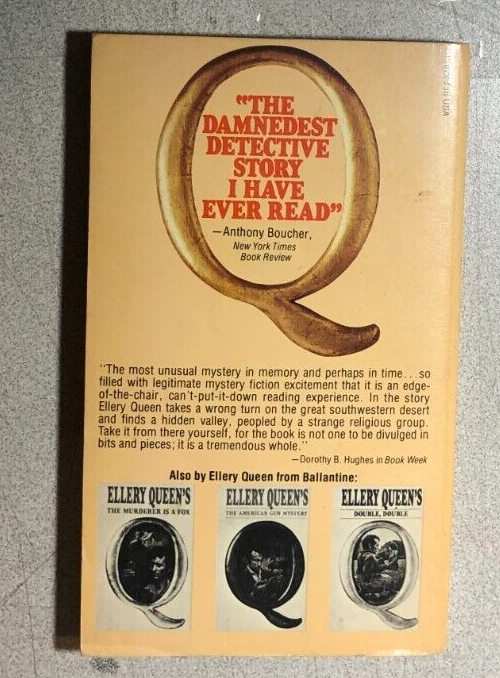 “THE
DAMNEDEST
DETECTIVE
STORY
I HAVE
EVER READ”
—Anthony Boucher,
New York Times
Book Review
"The most unusual mystery in memory and perhaps in time...so
filled with legitimate mystery fiction excitement that it is an edge-
of-the-chair, can't-put-it-down reading experience. In the story
Ellery Queen takes a wrong turn on the great southwestern desert
and finds a hidden valley, peopled by a strange religious group.
Take it from there yourself, for the book is not one to be divulged in
bits and pieces; it is a tremendous whole."
—Dorothy B. Hughes in Book Week
Also by Ellery Queen from Ballantine:
ELLERY QUEEN'S
THE MURDERER IS A FOX
ELLERY QUEEN'S
THE AMERICAN GUN MYSTERY
ELLERY QUEEN'S
DOUBLE, DOUBLE
in USA